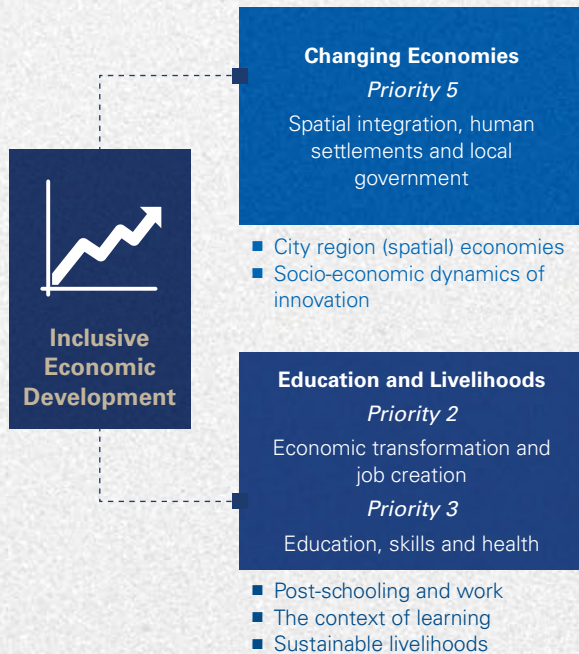 Changing Economies
Priority 5
Spatial integration, human
settlements and local
government
■ City region (spatial) economies
■ Socio-economic dynamics of
innovation
Inclusive
Economic
Development
Education and Livelihoods
Priority 2
Economic transformation and
job creation
Priority 3
Education, skills and health
■ Post-schooling and work
■ The context of learning
■ Sustainable livelihoods